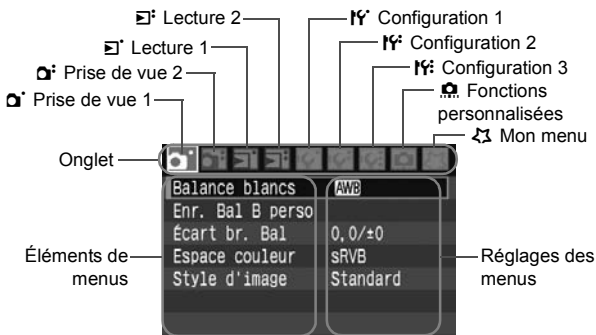 Lecture 2
Configuration 1
Lecture 1
Configuration 2
Prise de vue 2
Configuration 3
Prise de vue 1
Fonctions
personnalisées
Mon menu
Onglet
Balance blancs AWB
Enr. Bal B perso
Écart br. Bal 0,0/±0
Espace couleur sRVB
Style d'image Standard
Éléments de
menus
Réglages des
menus